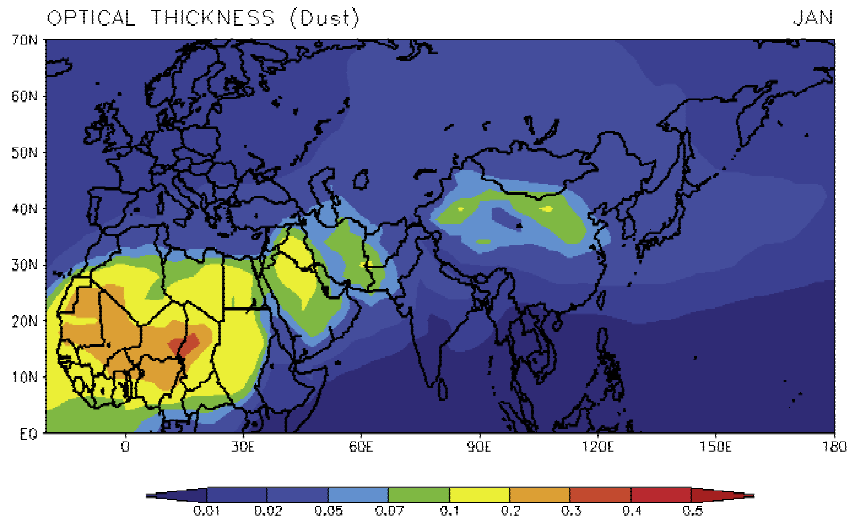 OPTICAL THICKNESS (Dust) JAN
70N
60N
50N
40N
30N
20N
10N
EQ
0 30E 60E 90E 120E 150E 180
0.01 0.02 0.05 0.07 0.1 0.2 0.3 0.4 0.5